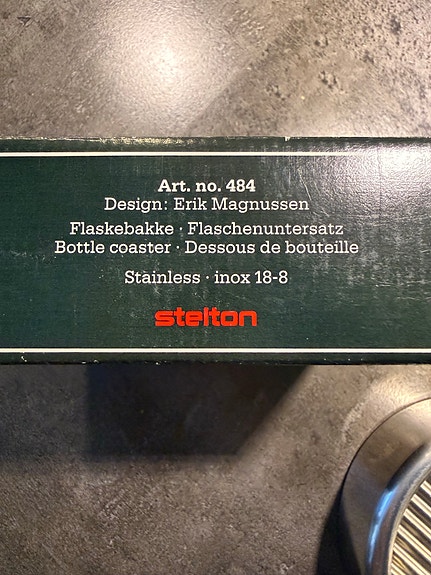 Art. no. 484
Design: Erik Magnussen
Flaskebakke · Flaschenuntersatz
Bottle coaster · Dessous de bouteille
Stainless · inox 18-8
stelton